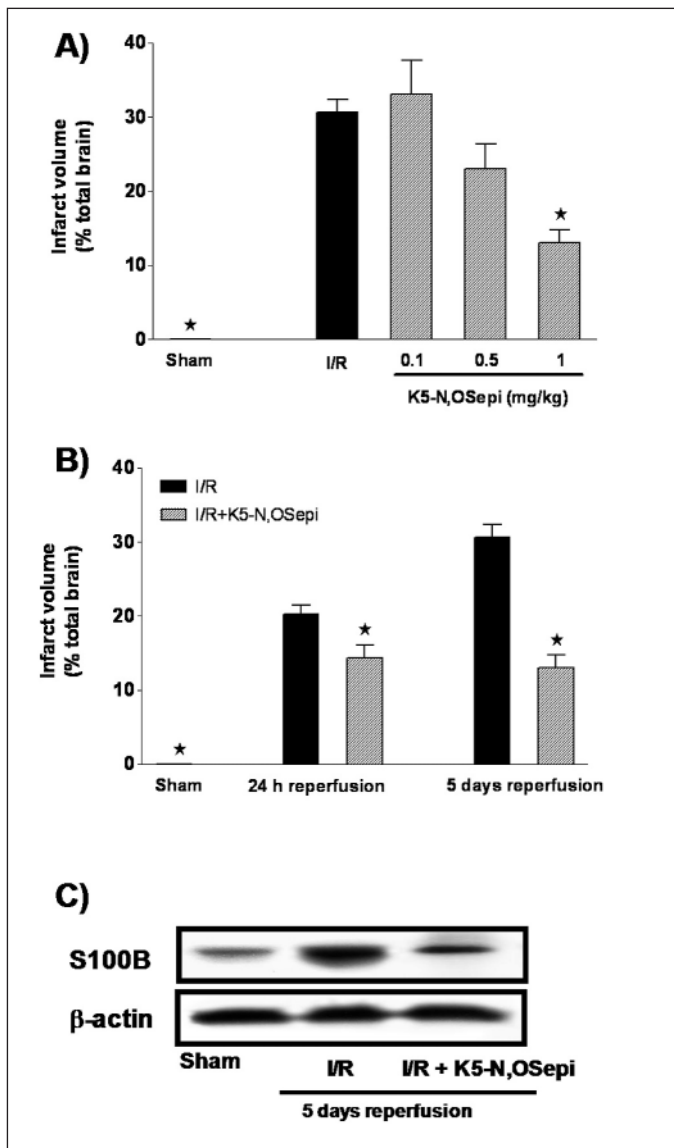 A)
Infarct volume
(% total brain)
40
30
20
10
0
★
★
Sham
I/R
0.1
0.5
1
K5-N,OSepi (mg/kg)
B)
Infarct volume
(% total brain)
40
30
20
10
0
I/R
I/R+K5-N,OSepi
★
★
★
Sham
24 h reperfusion
5 days reperfusion
C)
S100B
β-actin
Sham
I/R
I/R + K5-N,OSepi
5 days reperfusion